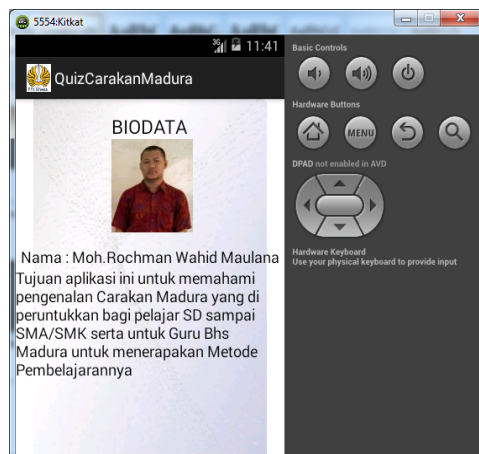 5554:Kitkat
3G 11:41
QuizCarakanMadura
BIODATA
Nama : Moh.Rochman Wahid Maulana
Tujuan aplikasi ini untuk memahami
pengenalan Carakan Madura yang di
peruntukkan bagi pelajar SD sampai
SMA/SMK serta untuk Guru Bhs
Madura untuk menerapakan Metode
Pembelajarannya
Basic Controls
Hardware Buttons
MENU
DPAD not enabled in AVD
Hardware Keyboard
Use your physical keyboard to provide input